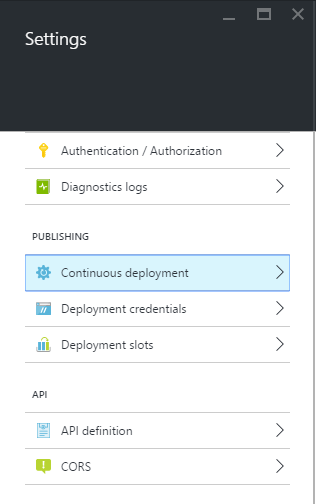 Settings
Authentication / Authorization
Diagnostics logs
PUBLISHING
Continuous deployment
Deployment credentials
Deployment slots
API
API definition
CORS